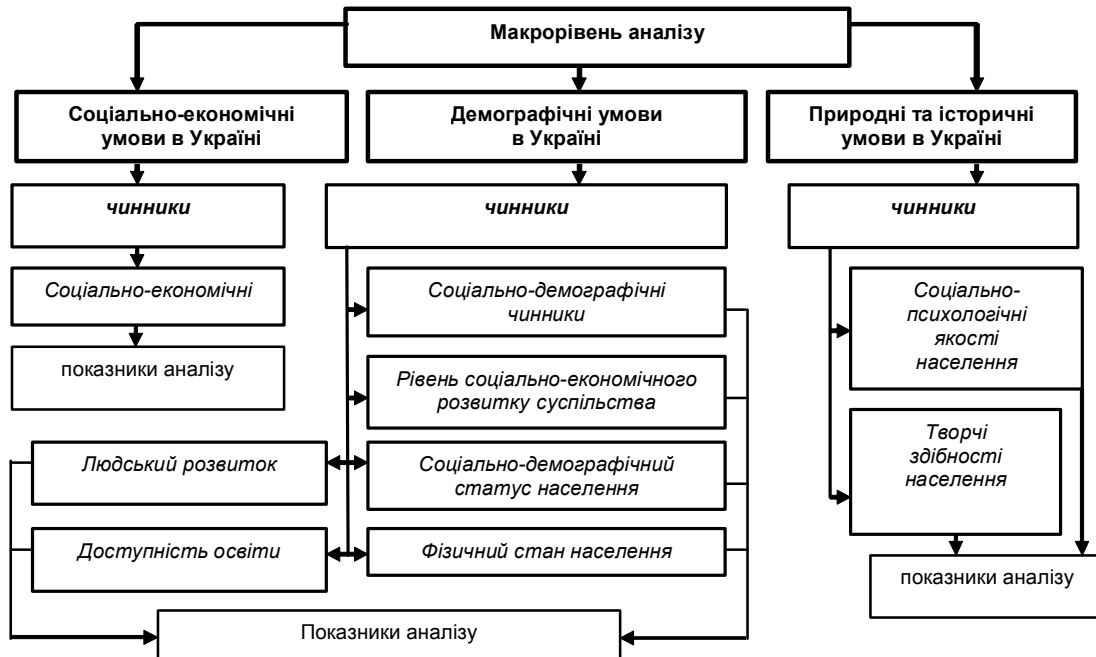 Макрорівень аналізу
Соціально-економічні
умови в Україні
Демографічні умови
в Україні
Природні та історичні
умови в Україні
чинники
чинники
чинники
Соціально-економічні
показники аналізу
Соціально-демографічні
чинники
Рівень соціально-економічного
розвитку суспільства
Людський розвиток
Соціально-демографічний
статус населення
Доступність освіти
Фізичний стан населення
Показники аналізу
Соціально-
психологічні
якості
населення
Творчі
здібності
населення
показники аналізу